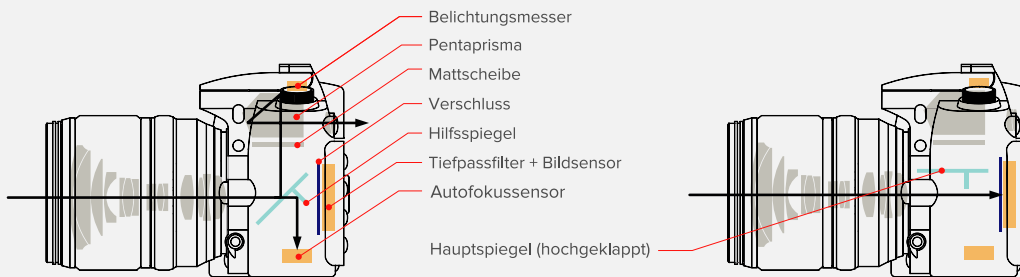 Belichtungsmesser
Pentaprisma
Mattscheibe
Verschluss
Hilfsspiegel
Tiefpassfilter + Bildsensor
Autofokussensor
Hauptspiegel (hochgeklappt)